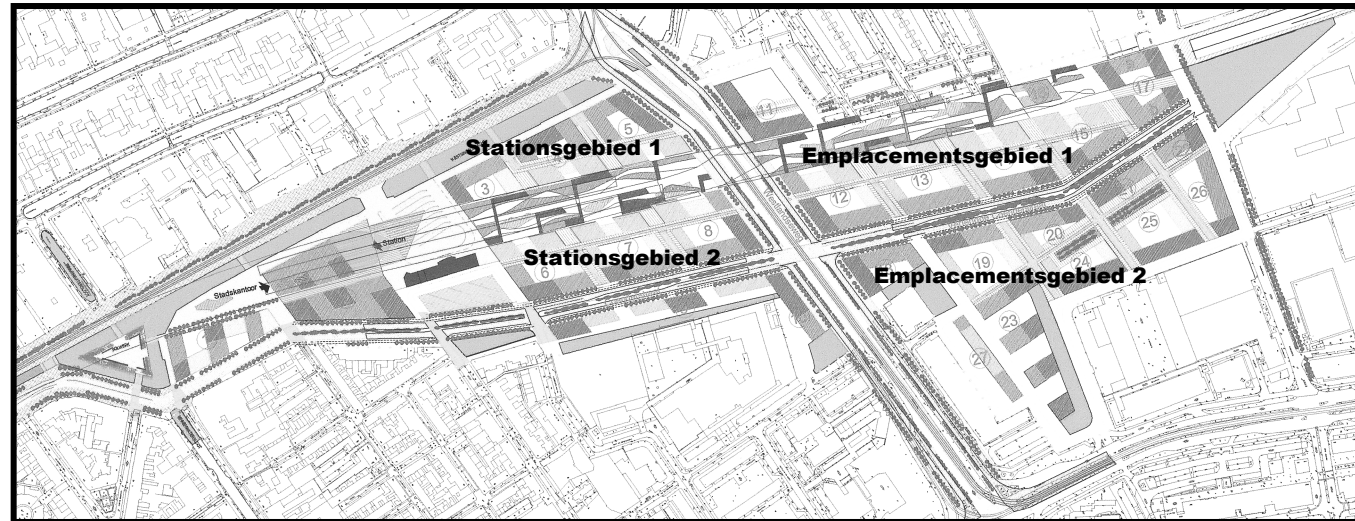 Stationsgebied 1
Emplacementsgebied 1
Stationsgebied 2
Emplacementsgebied 2
Station
Stadskantoor
3
5
6
7
8
11
12
13
15
17
19
20
23
24
25
26
27